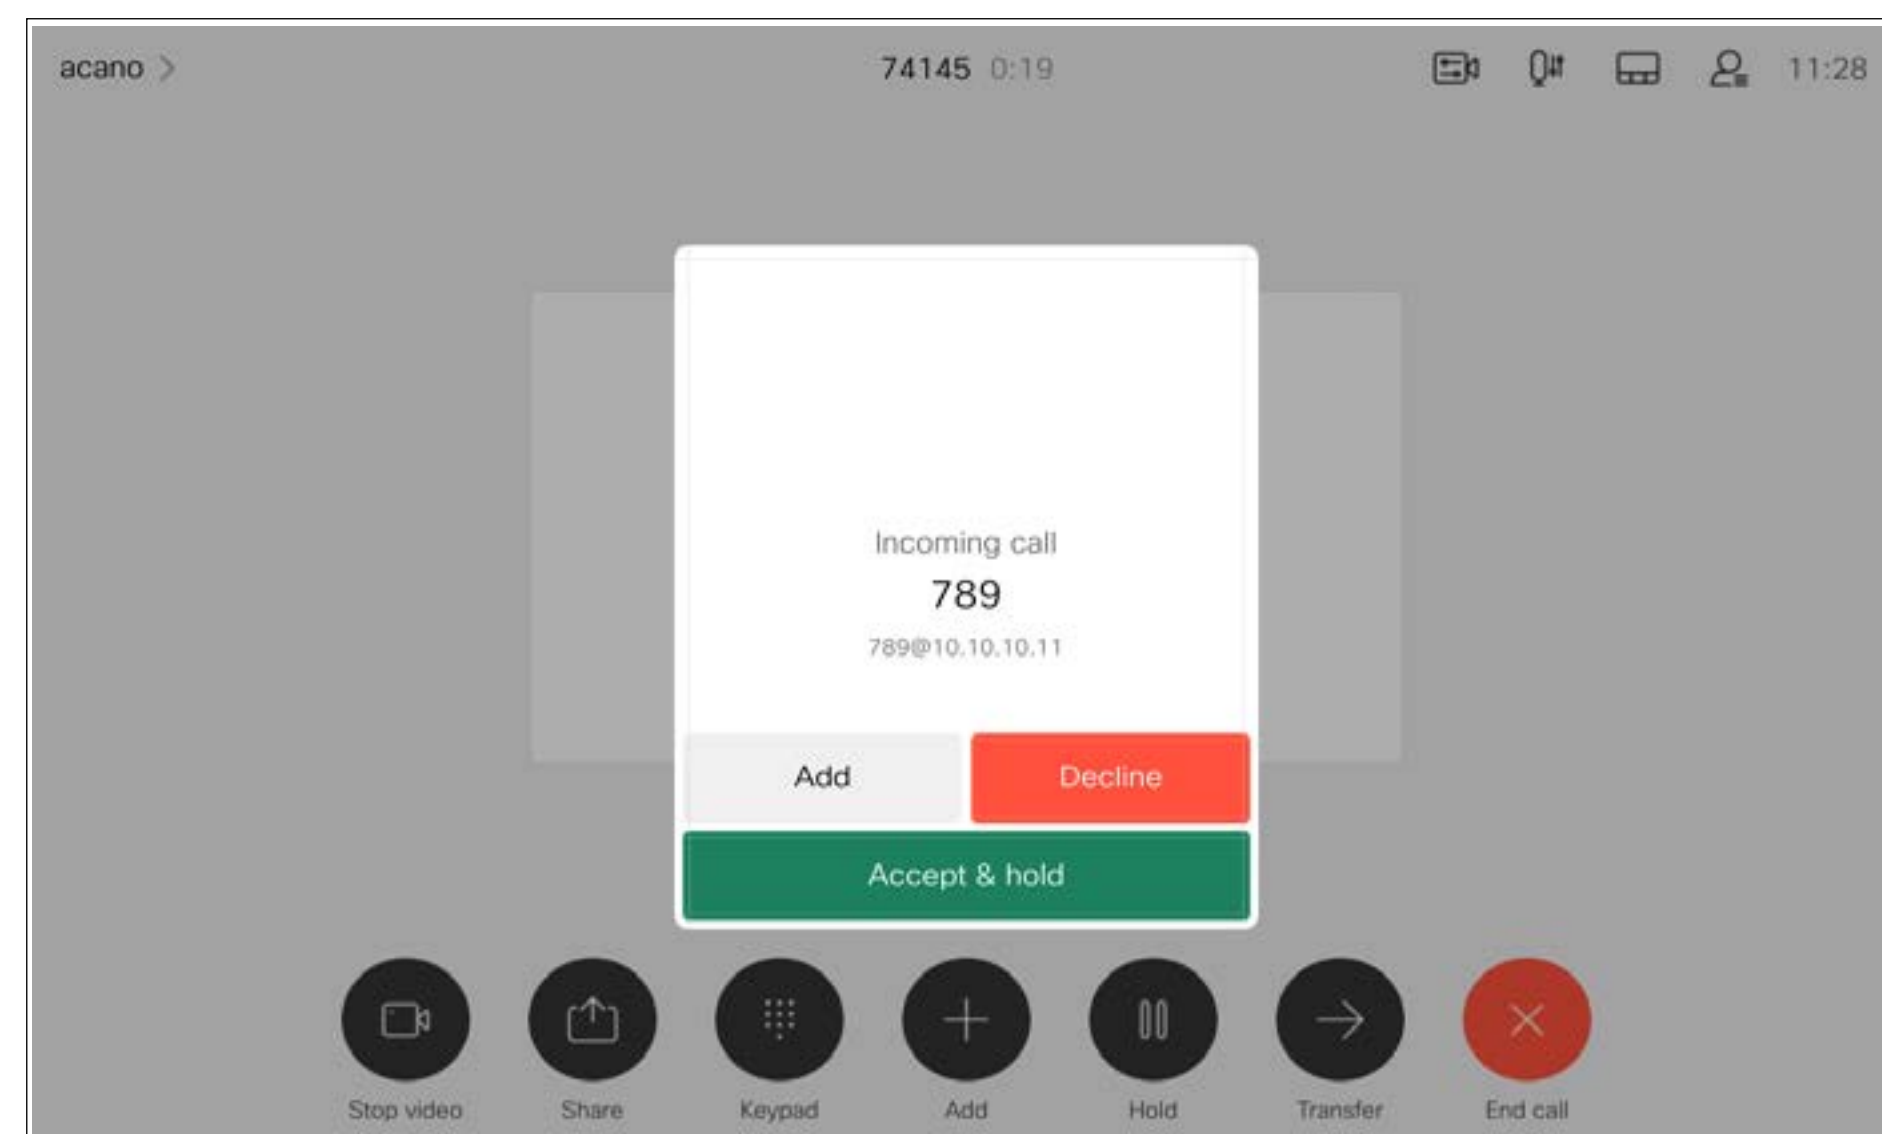 acano
74145 0:19
11:28
Incoming call
789
789@10.10.10.11
Add
Decline
Accept & hold
Stop video
Share
Keypad
Add
Hold
Transfer
End call